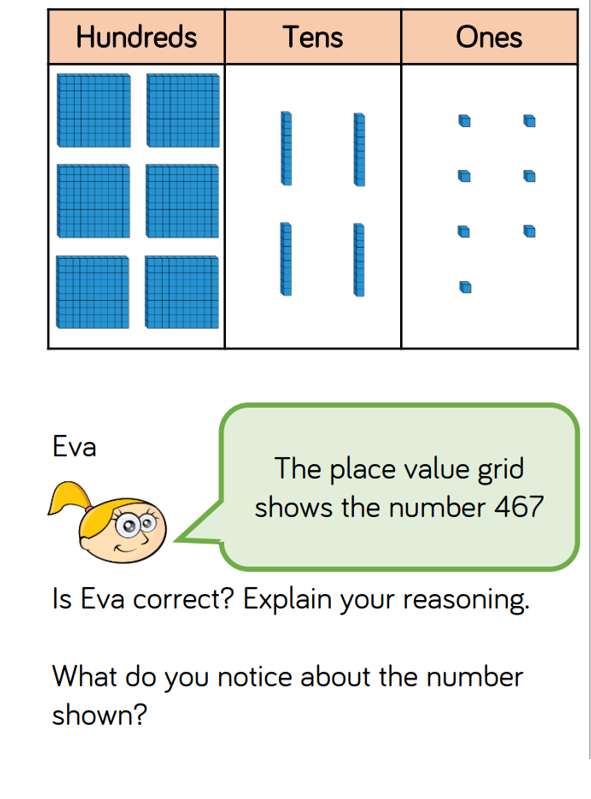 Hundreds Tens Ones
Eva
The place value grid
shows the number 467
Is Eva correct? Explain your reasoning.
What do you notice about the number
shown?